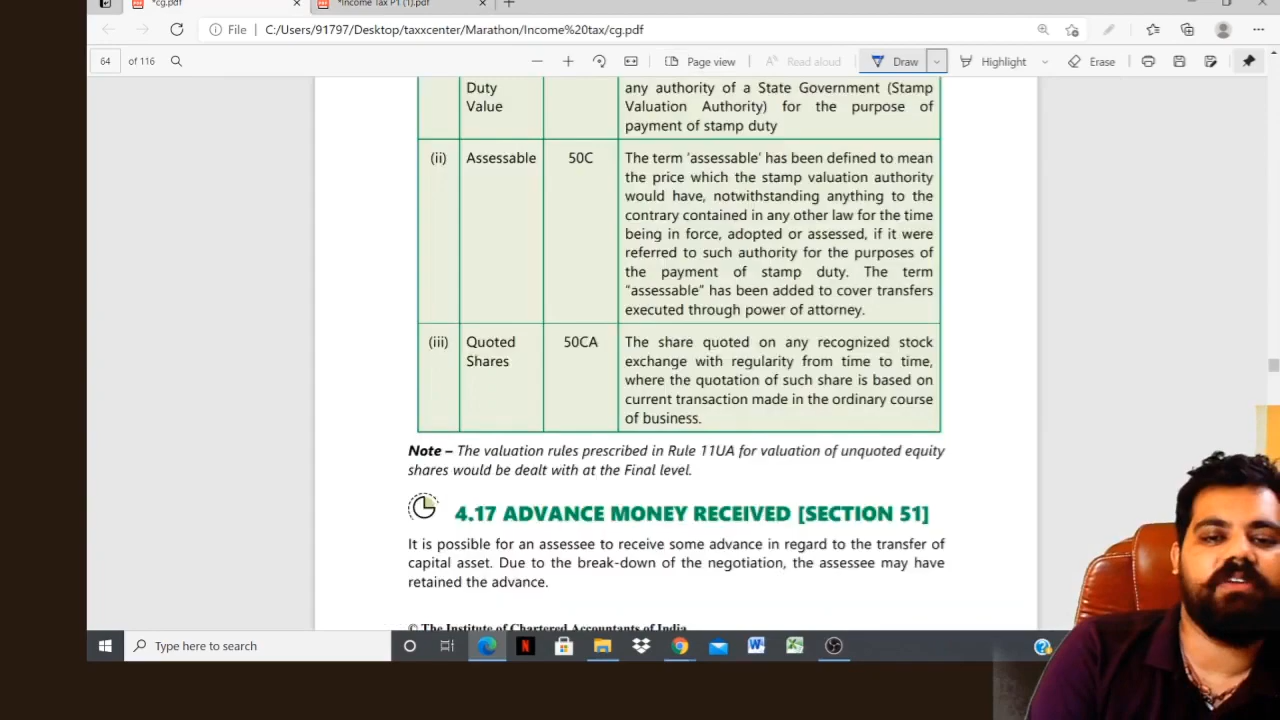 *cg.pdf
*Income Tax P1 (1).pdf
File
C:/Users/91797/Desktop/taxxcenter/Marathon/Income%20tax/cg.pdf
64 of 116
Page view
Read aloud
Draw
Highlight
Erase
Duty
Value
any authority of a State Government (Stamp
Valuation Authority) for the purpose of
payment of stamp duty
(ii) Assessable 50C The term 'assessable' has been defined to mean
the price which the stamp valuation authority
would have, notwithstanding anything to the
contrary contained in any other law for the time
being in force, adopted or assessed, if it were
referred to such authority for the purposes of
the payment of stamp duty. The term
"assessable" has been added to cover transfers
executed through power of attorney.
(iii) Quoted
Shares
50CA
The share quoted on any recognized stock
exchange with regularity from time to time,
where the quotation of such share is based on
current transaction made in the ordinary course
of business.
Note – The valuation rules prescribed in Rule 11UA for valuation of unquoted equity
shares would be dealt with at the Final level.
4.17 ADVANCE MONEY RECEIVED [SECTION 51]
It is possible for an assessee to receive some advance in regard to the transfer of
capital asset. Due to the break-down of the negotiation, the assessee may have
retained the advance.
© The Institute of Chartered Accountants of India
Type here to search